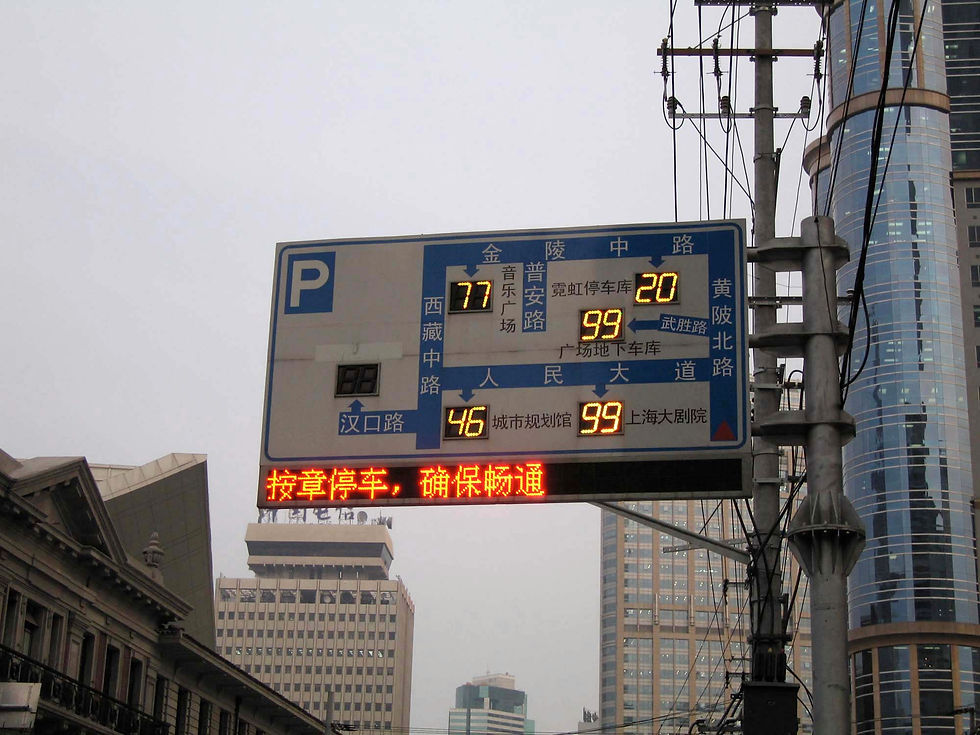 P
金陵中路
西藏中路
77
音乐广场
普安路
霓虹停车库
20
黄陂北路
99
武胜路
广场地下车库
人民大道
汉口路
46
城市规划馆
99
上海大剧院
按章停车，确保畅通